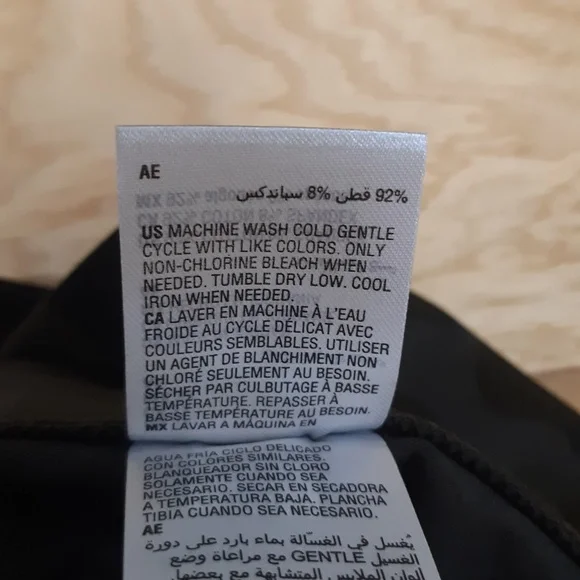 AE
92% قطن 8% سباندكس
US MACHINE WASH COLD GENTLE
CYCLE WITH LIKE COLORS. ONLY
NON-CHLORINE BLEACH WHEN
NEEDED. TUMBLE DRY LOW. COOL
IRON WHEN NEEDED.
CA LAVER EN MACHINE À L'EAU
FROIDE AU CYCLE DÉLICAT AVEC
COULEURS SEMBLABLES. UTILISER
UN AGENT DE BLANCHIMENT NON
CHLORÉ SEULEMENT AU BESOIN.
SÉCHER PAR CULBUTAGE À BASSE
TEMPÉRATURE. REPASSER À
BASSE TEMPÉRATURE AU BESOIN.
MX LAVAR A MÁQUINA EN
AGUA FRÍA CICLO DELICADO
CON COLORES SIMILARES.
BLANQUEADOR SIN CLORO
SOLAMENTE CUANDO SEA
NECESARIO. SECAR EN SECADORA
A TEMPERATURA BAJA. PLANCHA
TIBIA CUANDO SEA NECESARIO.
AE
يُغسل في الغسّالة بماء بارد على دورة
الغسيل GENTLE مع مراعاة وضع
ألوان الملابس المتشابهة مع بعضها.